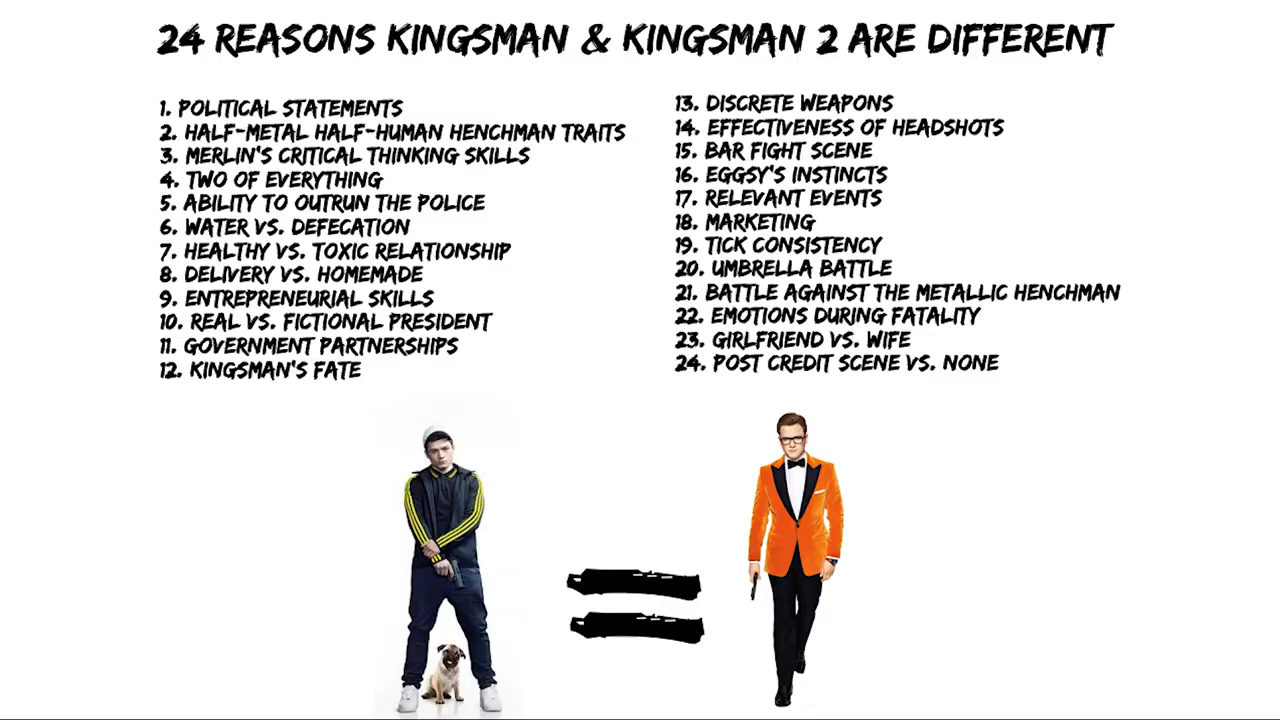 24 REASONS KINGSMAN & KINGSMAN 2 ARE DIFFERENT
1. POLITICAL STATEMENTS
2. HALF-METAL HALF-HUMAN HENCHMAN TRAITS
3. MERLIN'S CRITICAL THINKING SKILLS
4. TWO OF EVERYTHING
5. ABILITY TO OUTRUN THE POLICE
6. WATER VS. DEFECATION
7. HEALTHY VS. TOXIC RELATIONSHIP
8. DELIVERY VS. HOMEMADE
9. ENTREPRENEURIAL SKILLS
10. REAL VS. FICTIONAL PRESIDENT
11. GOVERNMENT PARTNERSHIPS
12. KINGSMAN'S FATE
13. DISCRETE WEAPONS
14. EFFECTIVENESS OF HEADSHOTS
15. BAR FIGHT SCENE
16. EGGSY'S INSTINCTS
17. RELEVANT EVENTS
18. MARKETING
19. TICK CONSISTENCY
20. UMBRELLA BATTLE
21. BATTLE AGAINST THE METALLIC HENCHMAN
22. EMOTIONS DURING FATALITY
23. GIRLFRIEND VS. WIFE
24. POST CREDIT SCENE VS. NONE